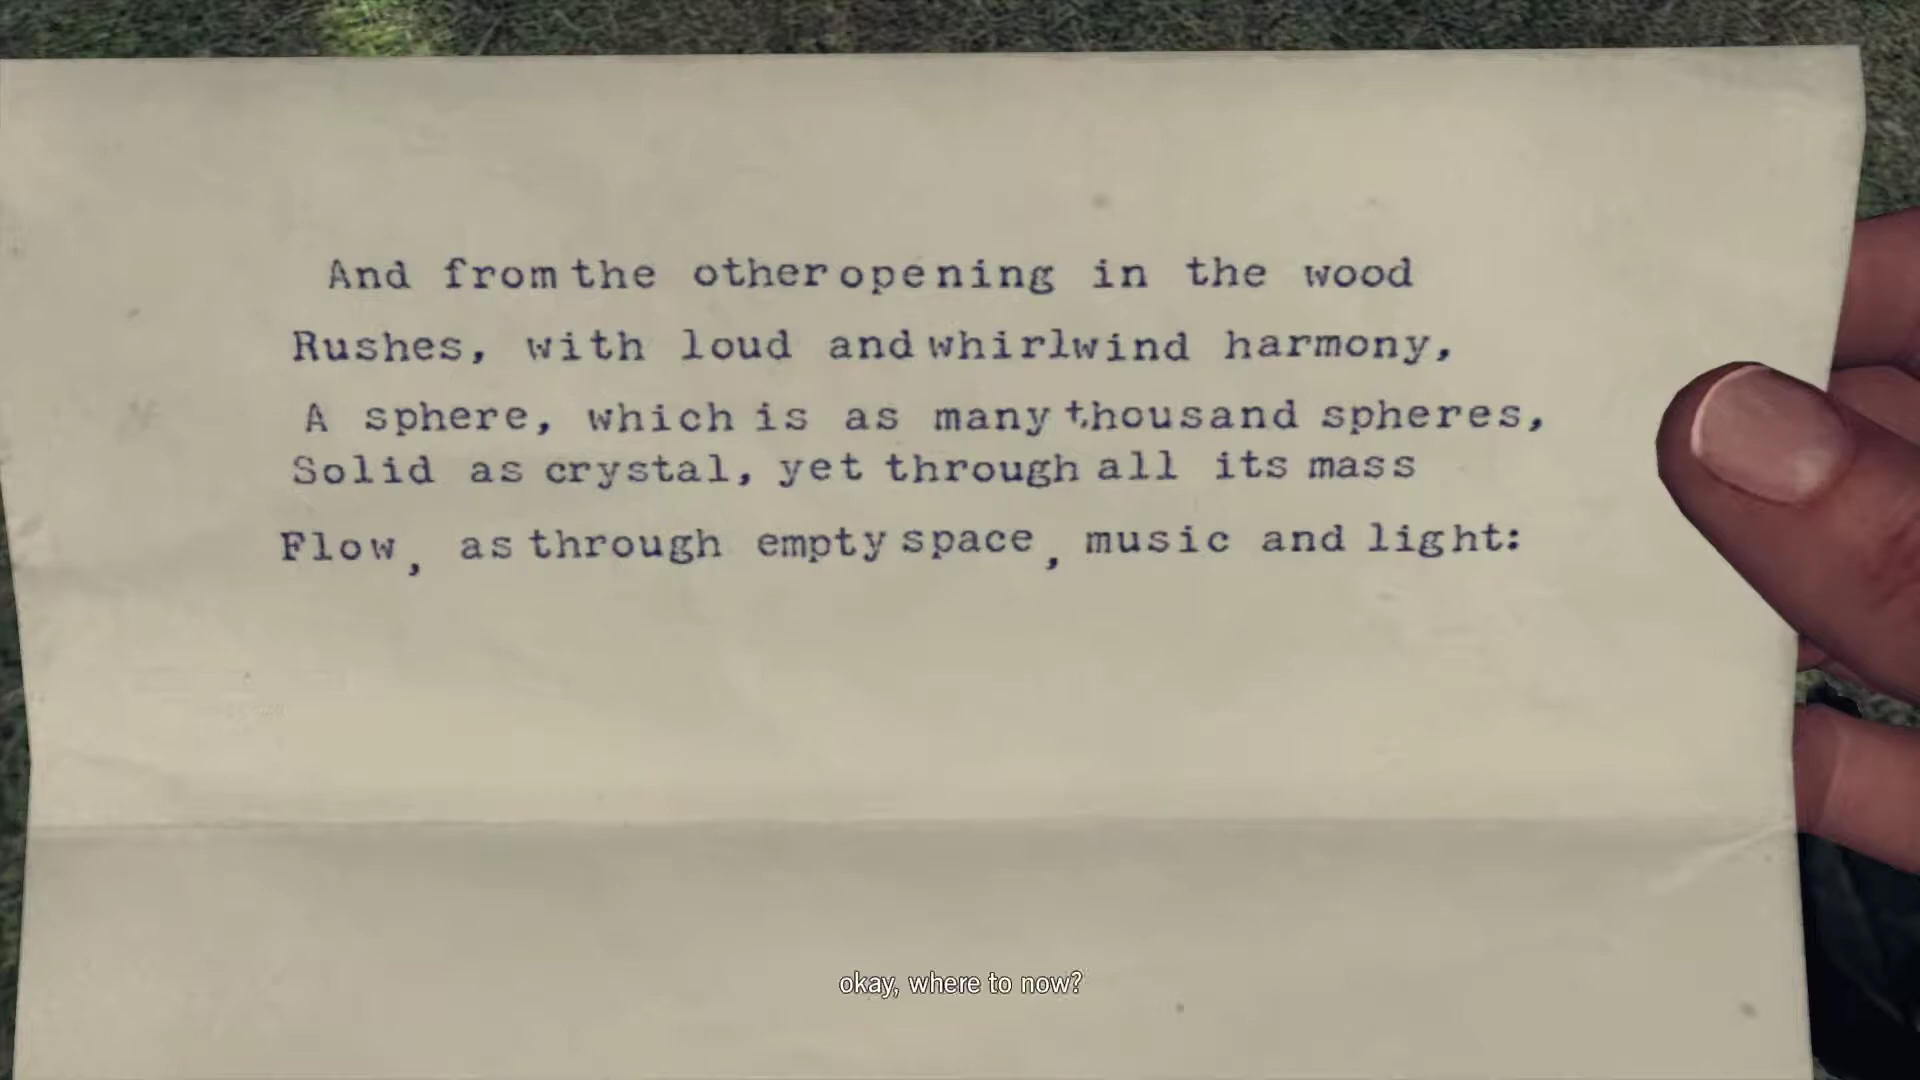 And from the other opening in the wood
Rushes, with loud and whirlwind harmony,
A sphere, which is as many thousand spheres,
Solid as crystal, yet through all its mass
Flow, as through empty space, music and light:
okay, where to now?